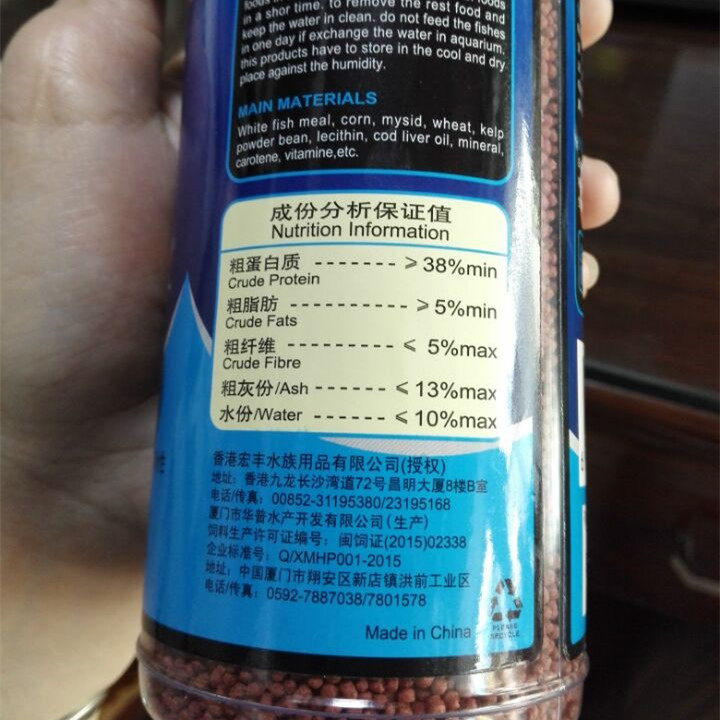 in a shor time. to remove the rest food and
keep the water in clean. do not feed the fishes
in one day if exchange the water in aquarium.
this products have to store in the cool and dry
place against the humidity.
MAIN MATERIALS
White fish meal, corn, mysid, wheat, kelp
powder bean, lecithin, cod liver oil, mineral,
carotene, vitamine,etc.
成份分析保证值
Nutrition Information
粗蛋白质 ------- ≥ 38%min
Crude Protein
粗脂肪 ---------- ≥ 5%min
Crude Fats
粗纤维 --------- ≤ 5%max
Crude Fibre
粗灰份/Ash ------ ≤ 13%max
水份/Water ------ ≤ 10%max
香港宏丰水族用品有限公司(授权)
地址: 香港九龙长沙湾道72号昌明大厦8楼B室
电话/传真: 00852-31195380/23195168
厦门市华普水产开发有限公司(生产)
饲料生产许可证编号: 闽饲证(2015)02338
企业标准号: Q/XMHP001-2015
地址: 中国厦门市翔安区新店镇洪前工业区
电话/传真: 0592-7887038/7801578
PLEASE
RECYCLE
Made in China